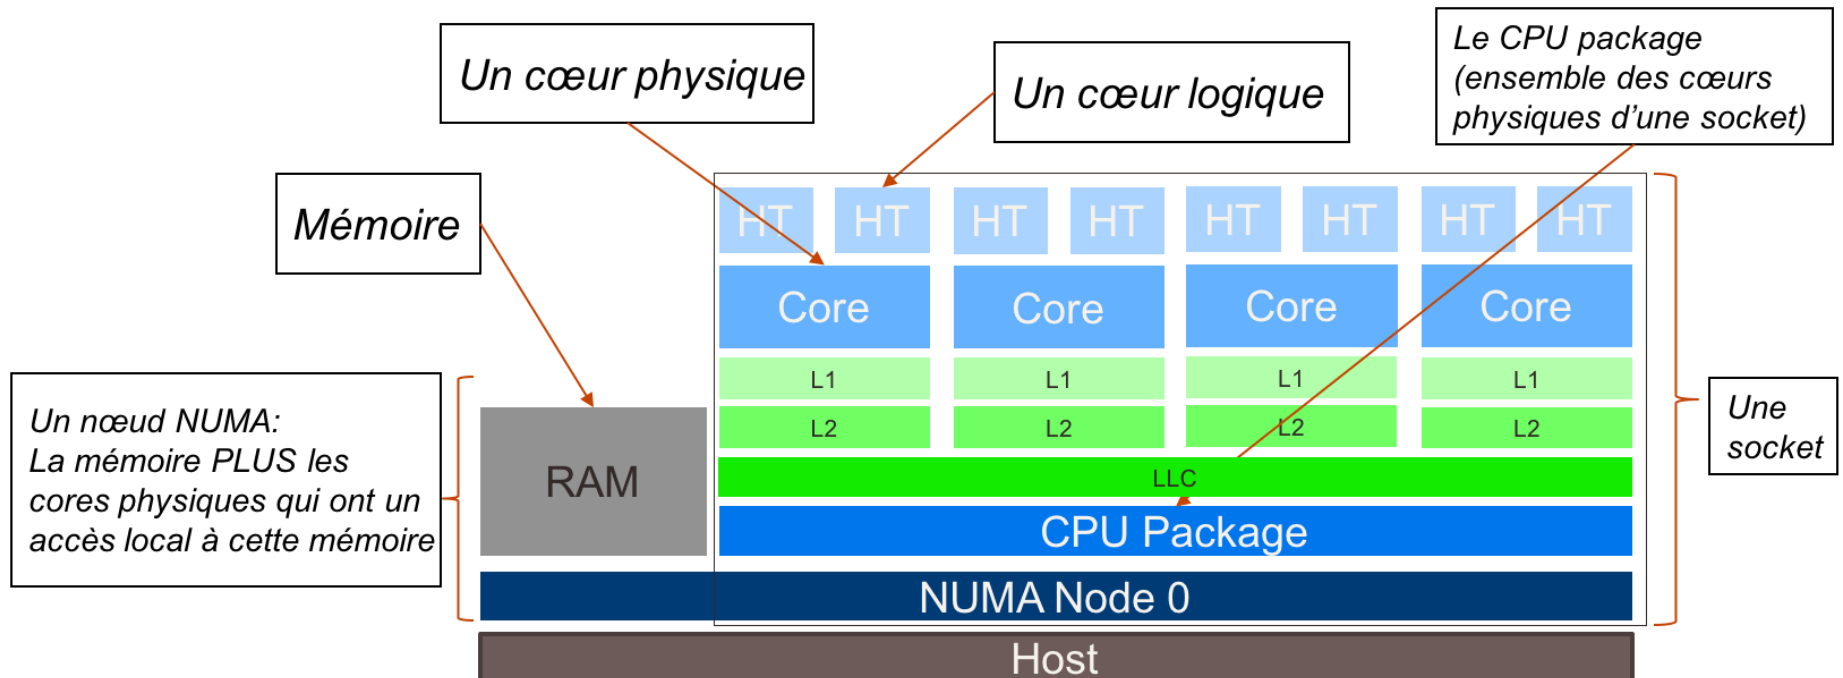 Un cœur physique
Un cœur logique
Le CPU package
(ensemble des cœurs
physiques d’une socket)
Mémoire
HT HT HT HT HT HT HT HT
Core Core Core Core
L1 L1 L1 L1
L2 L2 L2 L2
Un nœud NUMA:
La mémoire PLUS les
cores physiques qui ont un
accès local à cette mémoire
RAM
LLC
CPU Package
NUMA Node 0
Host
Une
socket